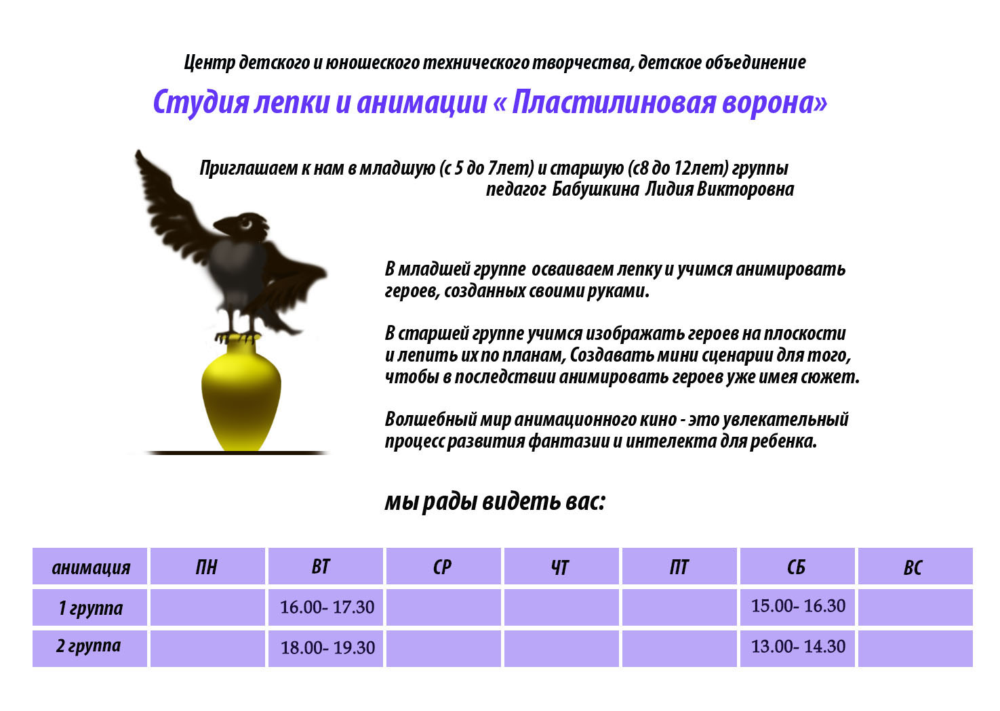 Центр детского и юношеского технического творчества, детское объединение
Студия лепки и анимации « Пластилиновая ворона»
Приглашаем к нам в младшую (с 5 до 7лет) и старшую (с8 до 12лет) группы
педагог Бабушкина Лидия Викторовна
В младшей группе осваиваем лепку и учимся анимировать
героев, созданных своими руками.
В старшей группе учимся изображать героев на плоскости
и лепить их по планам, Создавать мини сценарии для того,
чтобы в последствии анимировать героев уже имея сюжет.
Волшебный мир анимационного кино - это увлекательный
процесс развития фантазии и интелекта для ребенка.
мы рады видеть вас:
анимация ПН ВТ СР ЧТ ПТ СБ ВС
1 группа 16.00- 17.30 15.00- 16.30
2 группа 18.00- 19.30 13.00- 14.30